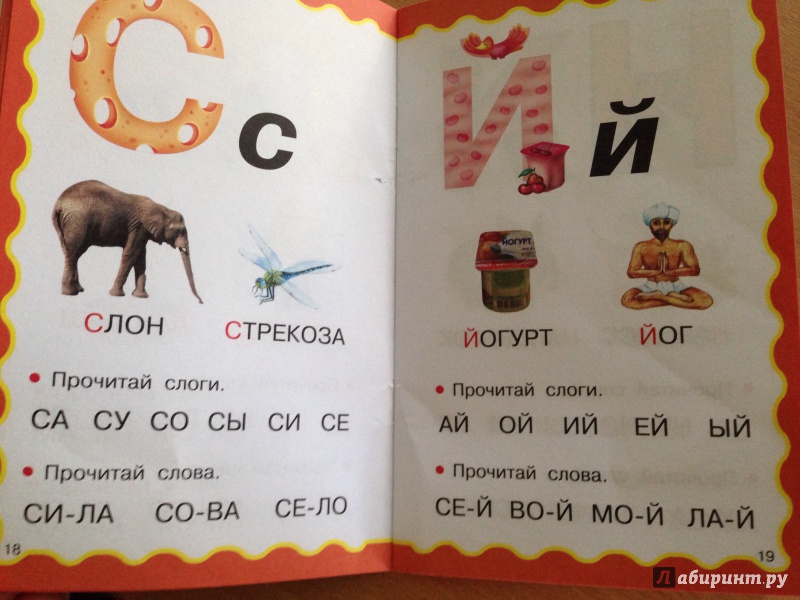 С с
СЛОН СТРЕКОЗА
• Прочитай слоги.
СА СУ СО СЫ СИ СЕ
• Прочитай слова.
СИ-ЛА СО-ВА СЕ-ЛО
18
Й й
ЙОГУРТ
ЙОГУРТ ЙОГ
• Прочитай слоги.
АЙ ОЙ ИЙ ЕЙ ЫЙ
• Прочитай слова.
СЕ-Й ВО-Й МО-Й ЛА-Й
19
Лабиринт.ру